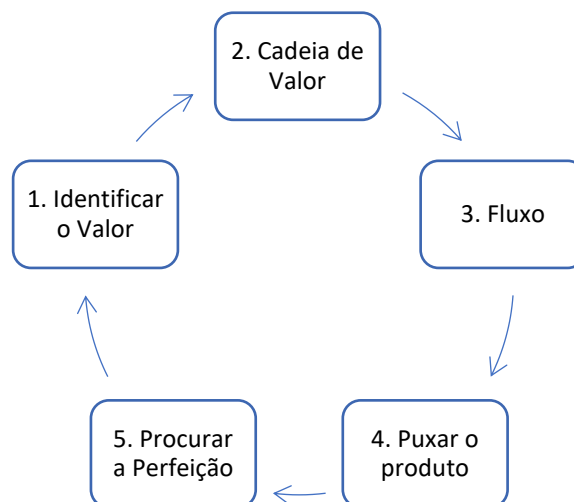 1. Identificar
o Valor
2. Cadeia de
Valor
3. Fluxo
4. Puxar o
produto
5. Procurar
a Perfeição